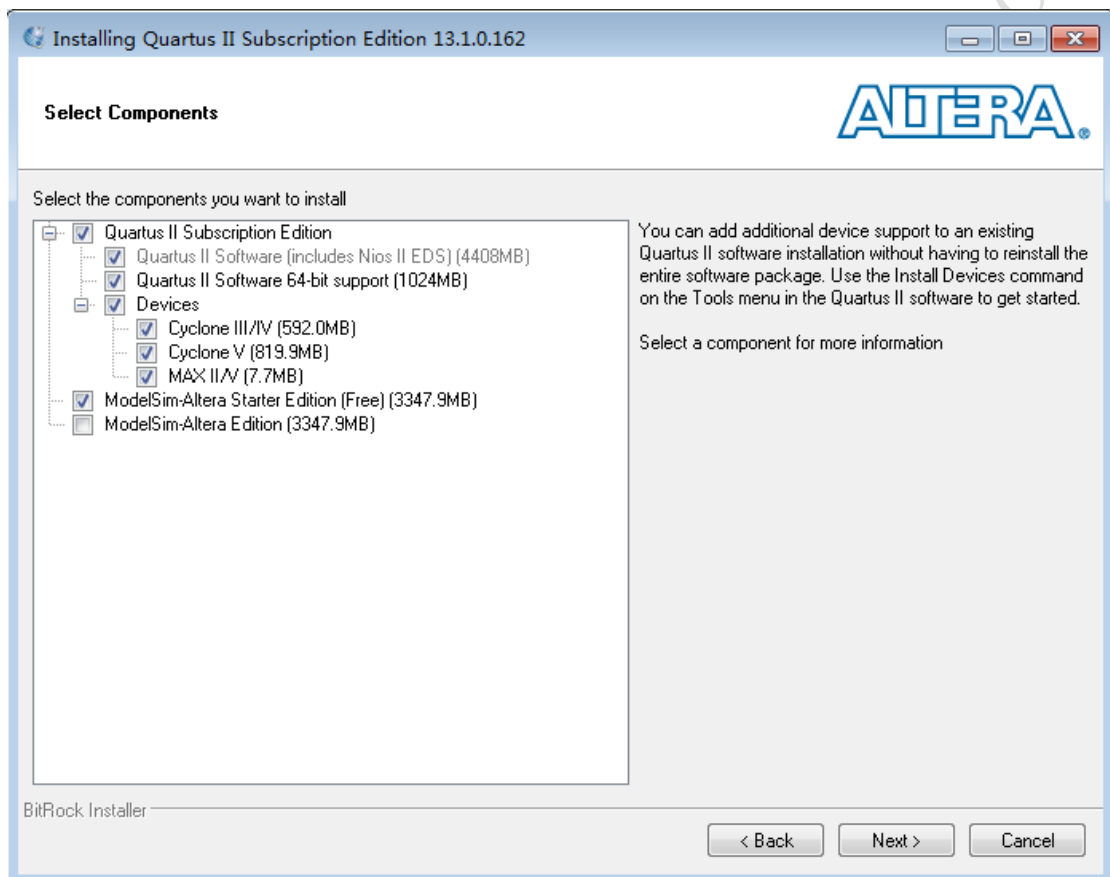 Installing Quartus II Subscription Edition 13.1.0.162
Select Components
ALTERA®
Select the components you want to install
Quartus II Subscription Edition
Quartus II Software (includes Nios II EDS) (4408MB)
Quartus II Software 64-bit support (1024MB)
Devices
Cyclone III/IV (592.0MB)
Cyclone V (819.9MB)
MAX II/V (7.7MB)
ModelSim-Altera Starter Edition (Free) (3347.9MB)
ModelSim-Altera Edition (3347.9MB)
You can add additional device support to an existing
Quartus II software installation without having to reinstall the
entire software package. Use the Install Devices command
on the Tools menu in the Quartus II software to get started.
Select a component for more information
BitRock Installer
< Back
Next >
Cancel